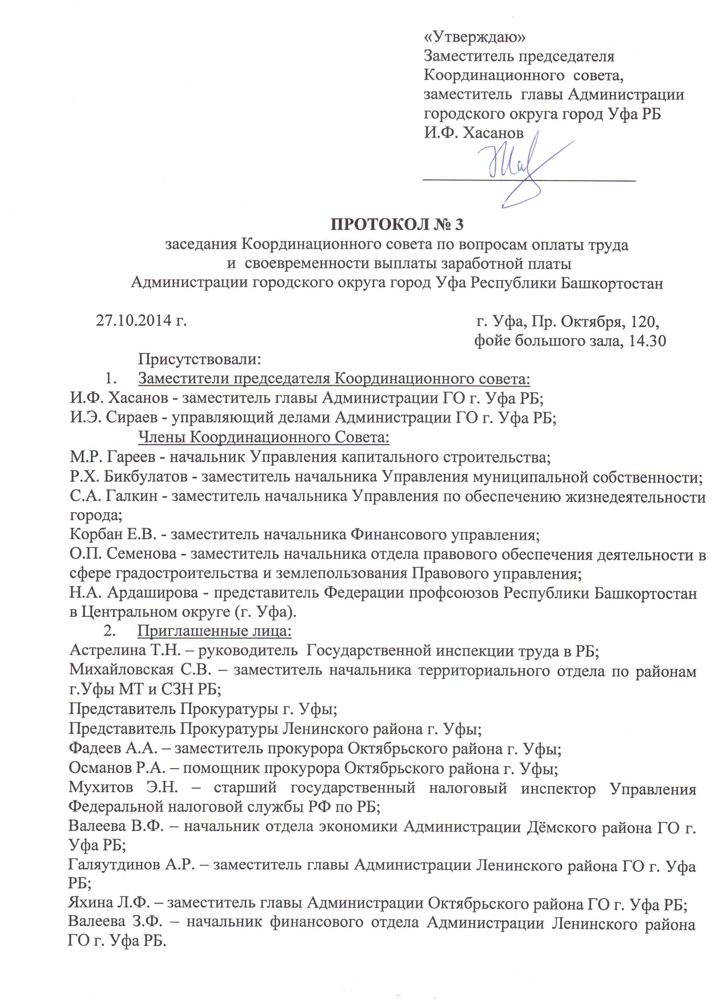 «Утверждаю»
Заместитель председателя
Координационного совета,
заместитель главы Администрации
городского округа город Уфа РБ
И.Ф. Хасанов
ПРОТОКОЛ № 3
заседания Координационного совета по вопросам оплаты труда
и своевременности выплаты заработной платы
Администрации городского округа город Уфа Республики Башкортостан
27.10.2014 г. г. Уфа, Пр. Октября, 120,
фойе большого зала, 14.30
Присутствовали:
1. Заместители председателя Координационного совета:
И.Ф. Хасанов - заместитель главы Администрации ГО г. Уфа РБ;
И.Э. Сираев - управляющий делами Администрации ГО г. Уфа РБ;
Члены Координационного Совета:
М.Р. Гареев - начальник Управления капитального строительства;
Р.Х. Бикбулатов - заместитель начальника Управления муниципальной собственности;
С.А. Галкин - заместитель начальника Управления по обеспечению жизнедеятельности
города;
Корбан Е.В. - заместитель начальника Финансового управления;
О.П. Семенова - заместитель начальника отдела правового обеспечения деятельности в
сфере градостроительства и землепользования Правового управления;
Н.А. Ардаширова - представитель Федерации профсоюзов Республики Башкортостан
в Центральном округе (г. Уфа).
2. Приглашенные лица:
Астрелина Т.Н. – руководитель Государственной инспекции труда в РБ;
Михайловская С.В. – заместитель начальника территориального отдела по районам
г.Уфы МТ и СЗН РБ;
Представитель Прокуратуры г. Уфы;
Представитель Прокуратуры Ленинского района г. Уфы;
Фадеев А.А. – заместитель прокурора Октябрьского района г. Уфы;
Османов Р.А. – помощник прокурора Октябрьского района г. Уфы;
Мухитов Э.Н. – старший государственный налоговый инспектор Управления
Федеральной налоговой службы РФ по РБ;
Валеева В.Ф. – начальник отдела экономики Администрации Дёмского района ГО г.
Уфа РБ;
Галяутдинов А.Р. – заместитель главы Администрации Ленинского района ГО г. Уфа
РБ;
Яхина Л.Ф. – заместитель главы Администрации Октябрьского района ГО г. Уфа РБ;
Валеева З.Ф. – начальник финансового отдела Администрации Ленинского района
ГО г. Уфа РБ.